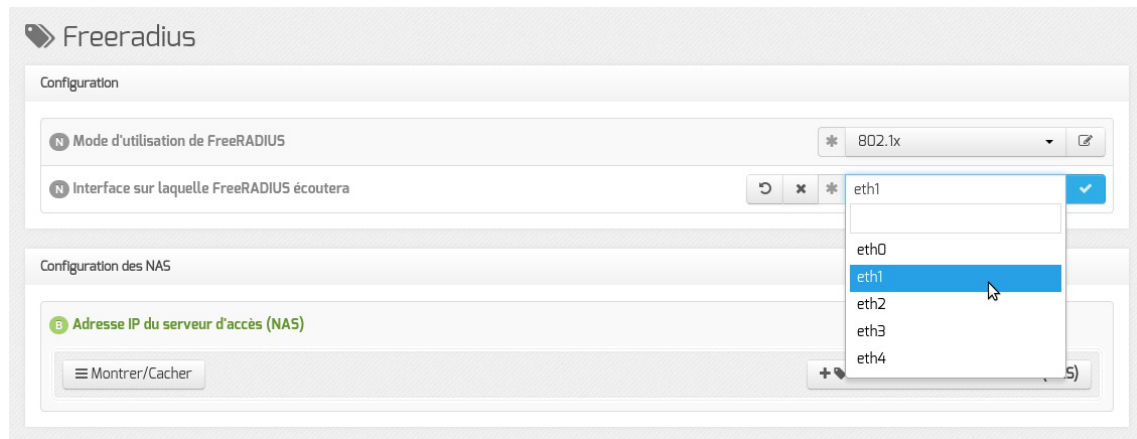 Freeradius
Configuration
N Mode d'utilisation de FreeRADIUS
802.1x
N Interface sur laquelle FreeRADIUS écoutera
eth1
eth0
eth1
eth2
eth3
eth4
Configuration des NAS
B Adresse IP du serveur d'accès (NAS)
Montrer/Cacher
S)